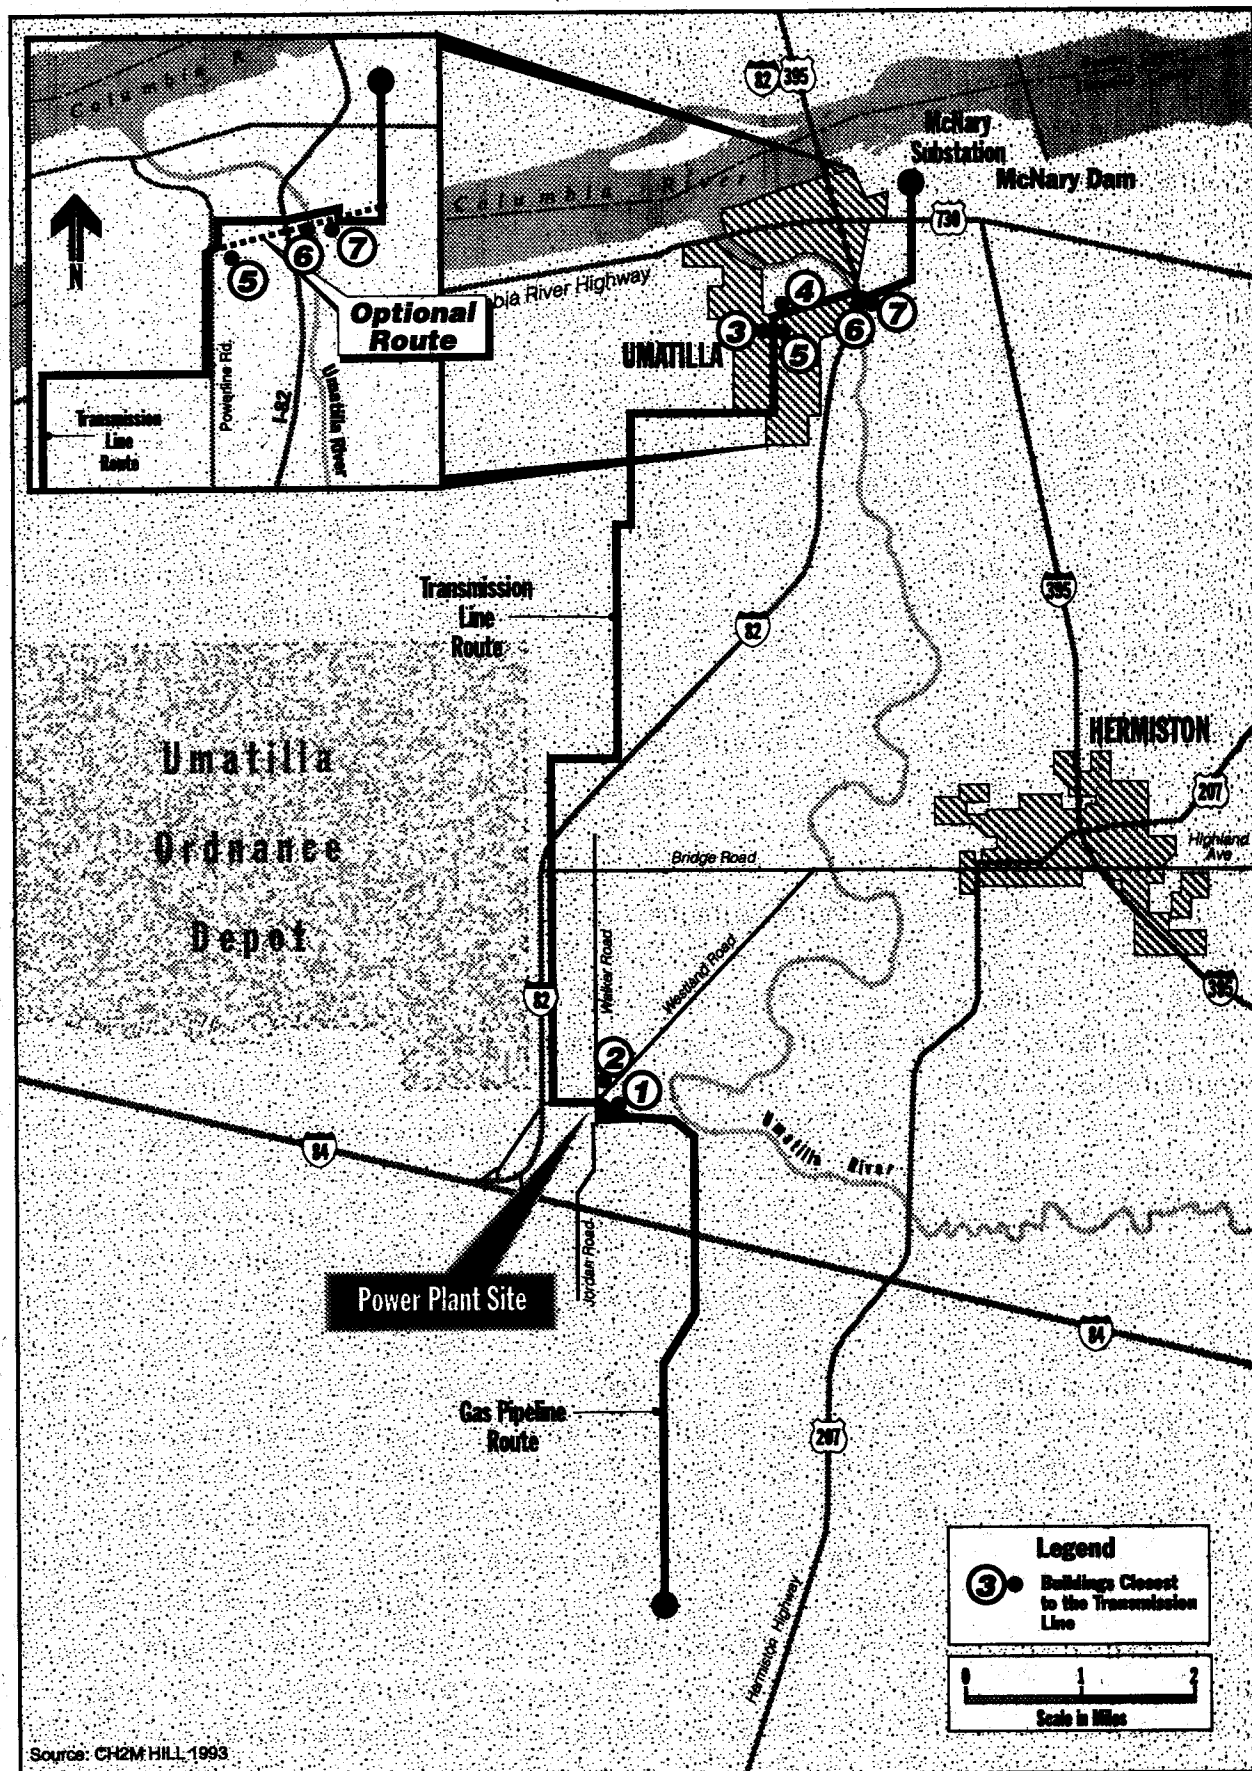 Columbia R
N
5
6
7
Optional
Route
Powerline Rd.
I-82
Umatilla River
Transmission
Line
Route
82
395
McNary
Substation
McNary Dam
Columbia River
730
bia River Highway
4
3
5
6
7
UMATILLA
Transmission
Line
Route
82
395
HERMISTON
207
Highland
Ave
Umatilla
Ordnance
Depot
Bridge Road
Walker Road
Westland Road
82
395
2
1
Umatilla River
84
Jordan Road
Power Plant Site
84
Gas Pipeline
Route
207
Hermiston Highway
Legend
3
Buildings Closest
to the Transmission
Line
0 1 2
Scale in Miles
Source: CH2M HILL 1993